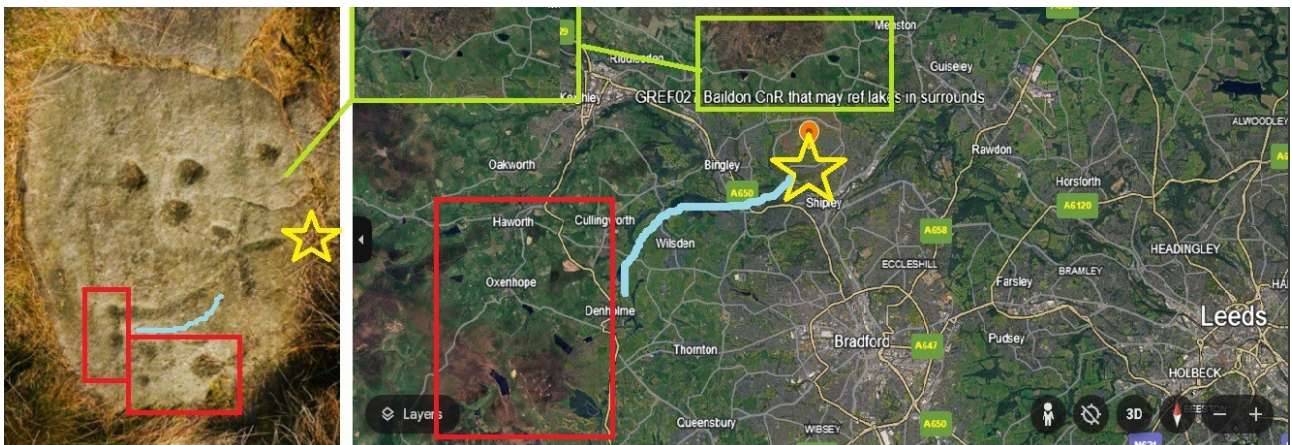 29
Riddlesden
Menston
Guiseley
Keighley
GREF027 Baildon CnR that may ref lakes in surrounds
ALWOODLEY
Oakworth
Bingley
Rawdon
A650
Horsforth
A6120
Shipley
Haworth
Cullingworth
Wilsden
A658
ECCLESHILL
HEADINGLEY
Farsley
BRAMLEY
Oxenhope
Denholme
Leeds
Pudsey
Thornton
Bradford
A647
HOLBECK
Layers
Queensbury
WIBSEY
A650
3D